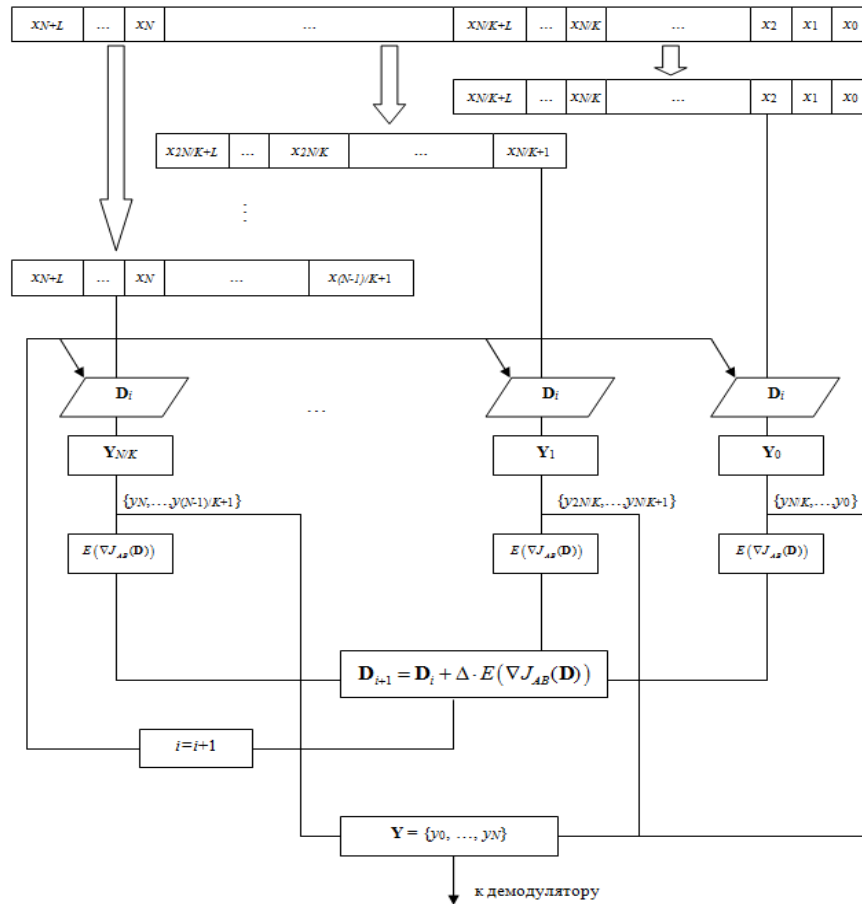 xN+L ... xN ... xN/K+L ... xN/K ... x2 x1 x0
xN/K+L ... xN/K ... x2 x1 x0
x2N/K+L ... x2N/K ... xN/K+1
⋮
xN+L ... xN ... x(N-1)/K+1
Di ... Di Di
YN/K Y1 Y0
{yN,…,y(N-1)/K+1} {y2N/K,…,yN/K+1} {yN/K,…,y0}
E(∇JAB(D)) E(∇JAB(D)) E(∇JAB(D))
Di+1 = Di + Δ · E(∇JAB(D))
i=i+1
Y = {y0, …, yN}
к демодулятору